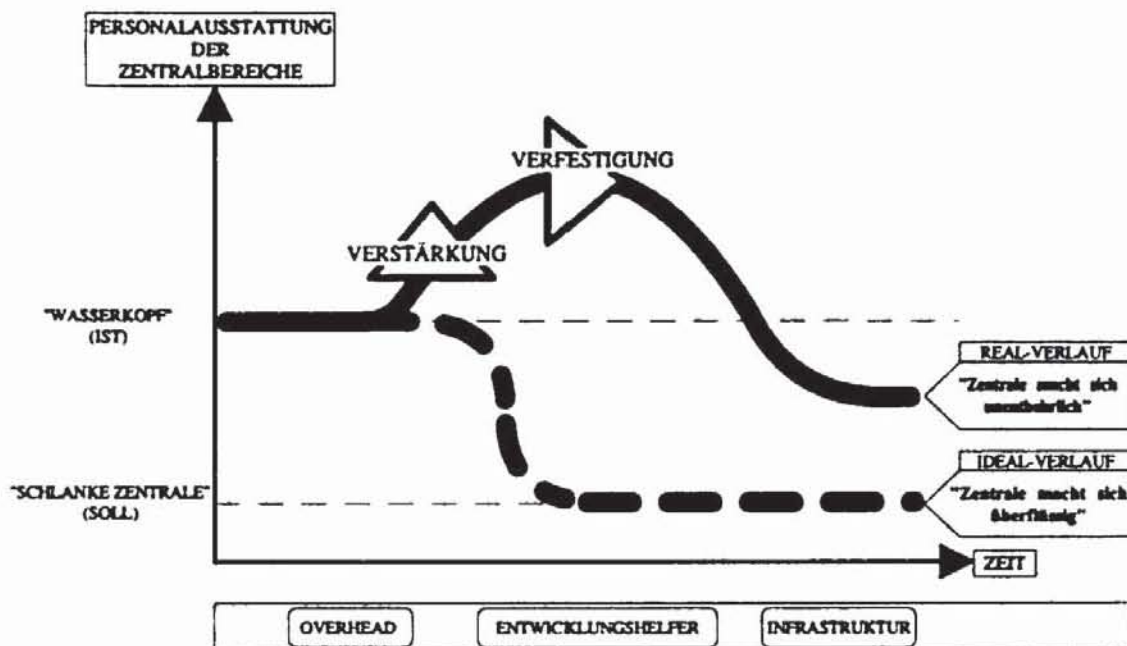 PERSONALAUSSTATTUNG
DER
ZENTRALBEREICHE
VERFESTIGUNG
VERSTÄRKUNG
"WASSERKOPF"
(IST)
REAL-VERLAUF
"Zentrale macht sich
unentbehrlich"
IDEAL-VERLAUF
"SCHLANKE ZENTRALE"
(SOLL)
"Zentrale macht sich
überflüssig"
ZEIT
OVERHEAD
ENTWICKLUNGSHELFER
INFRASTRUKTUR